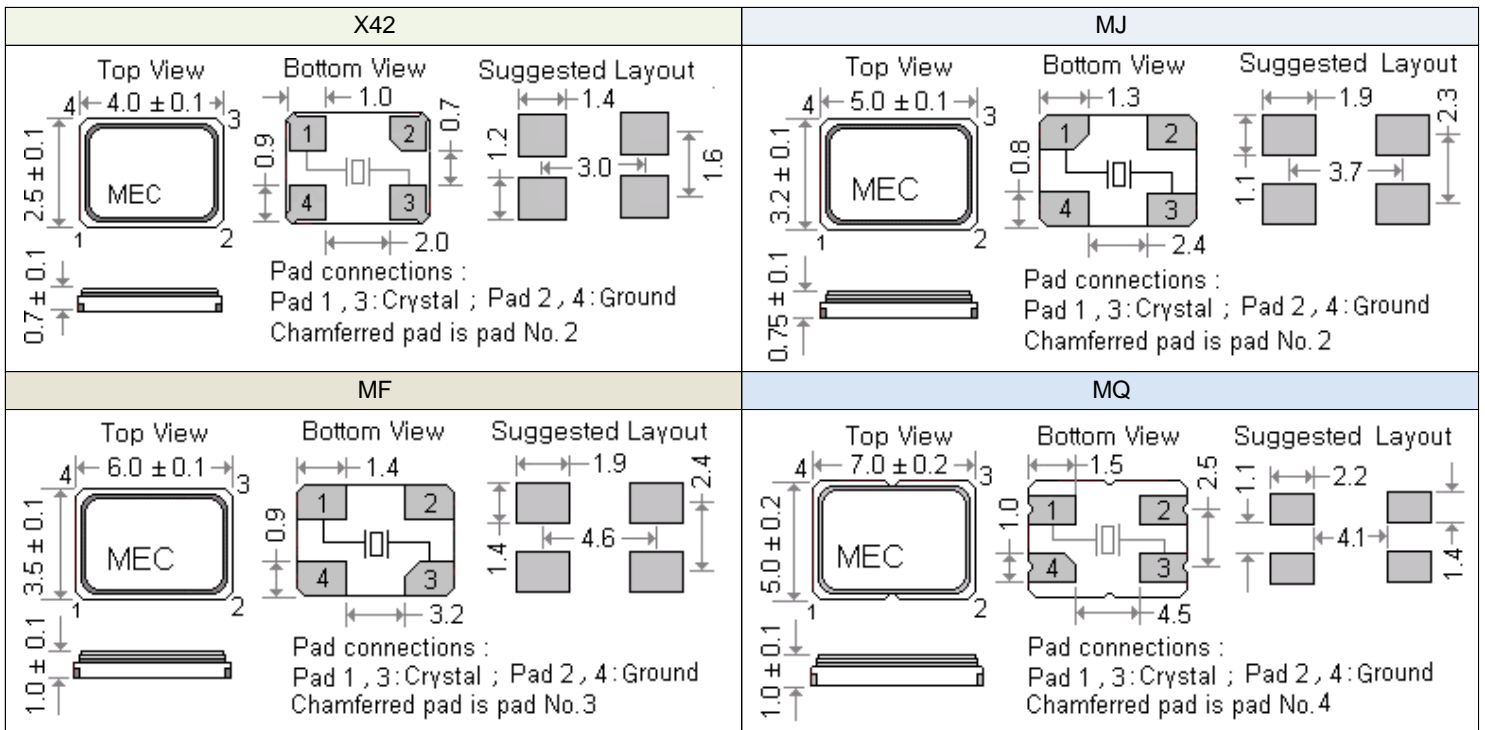 X42
Top View Bottom View Suggested Layout
4 4.0 ±0.1 3
1.0
1.4
2.5 ± 0.1
MEC
1 2
0.9
1 2
4 3
0.7
2.0
1.2
3.0
1.6
0.7 ± 0.1
Pad connections :
Pad 1 , 3:Crystal ; Pad 2 , 4:Ground
Chamferred pad is pad No. 2
MJ
Top View Bottom View Suggested Layout
4 5.0 ±0.1 3
1.3
1.9
2.3
3.2 ± 0.1
MEC
1 2
0.8
1 2
4 3
2.4
1.1
3.7
0.75 ± 0.1
Pad connections :
Pad 1 , 3:Crystal ; Pad 2 , 4:Ground
Chamferred pad is pad No. 2
MF
Top View Bottom View Suggested Layout
4 6.0 ±0.1 3
1.4
1.9
2.4
3.5 ± 0.1
MEC
1 2
0.9
1 2
4 3
3.2
1.4
4.6
1.0 ± 0.1
Pad connections :
Pad 1 , 3:Crystal ; Pad 2 , 4:Ground
Chamferred pad is pad No.3
MQ
Top View Bottom View Suggested Layout
4 7.0 ±0.2 3
1.5
2.5
1.1
2.2
5.0 ± 0.2
MEC
1 2
1.0
1 2
4 3
4.5
4.1
1.4
1.0 ± 0.1
Pad connections :
Pad 1 , 3:Crystal ; Pad 2 , 4:Ground
Chamferred pad is pad No.4